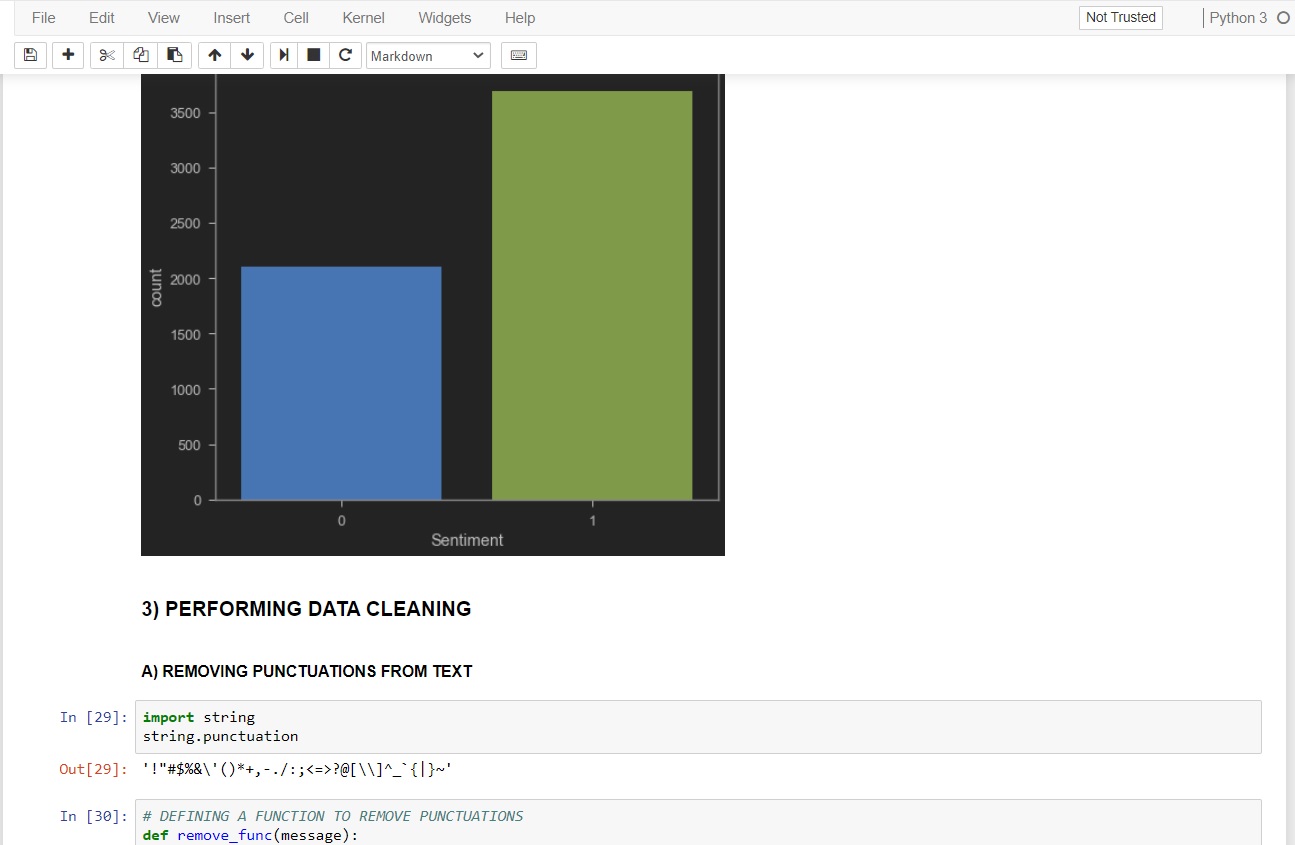 File Edit View Insert Cell Kernel Widgets Help Not Trusted Python 3
Markdown
3500
3000
2500
2000
1500
1000
500
0
count
0 1
Sentiment
3) PERFORMING DATA CLEANING
A) REMOVING PUNCTUATIONS FROM TEXT
In [29]: import string
string.punctuation
Out[29]: '!"#$%&\'()*+,-./:;<=>?@[\\]^_`{|}~'
In [30]: # DEFINING A FUNCTION TO REMOVE PUNCTUATIONS
def remove_func(message):